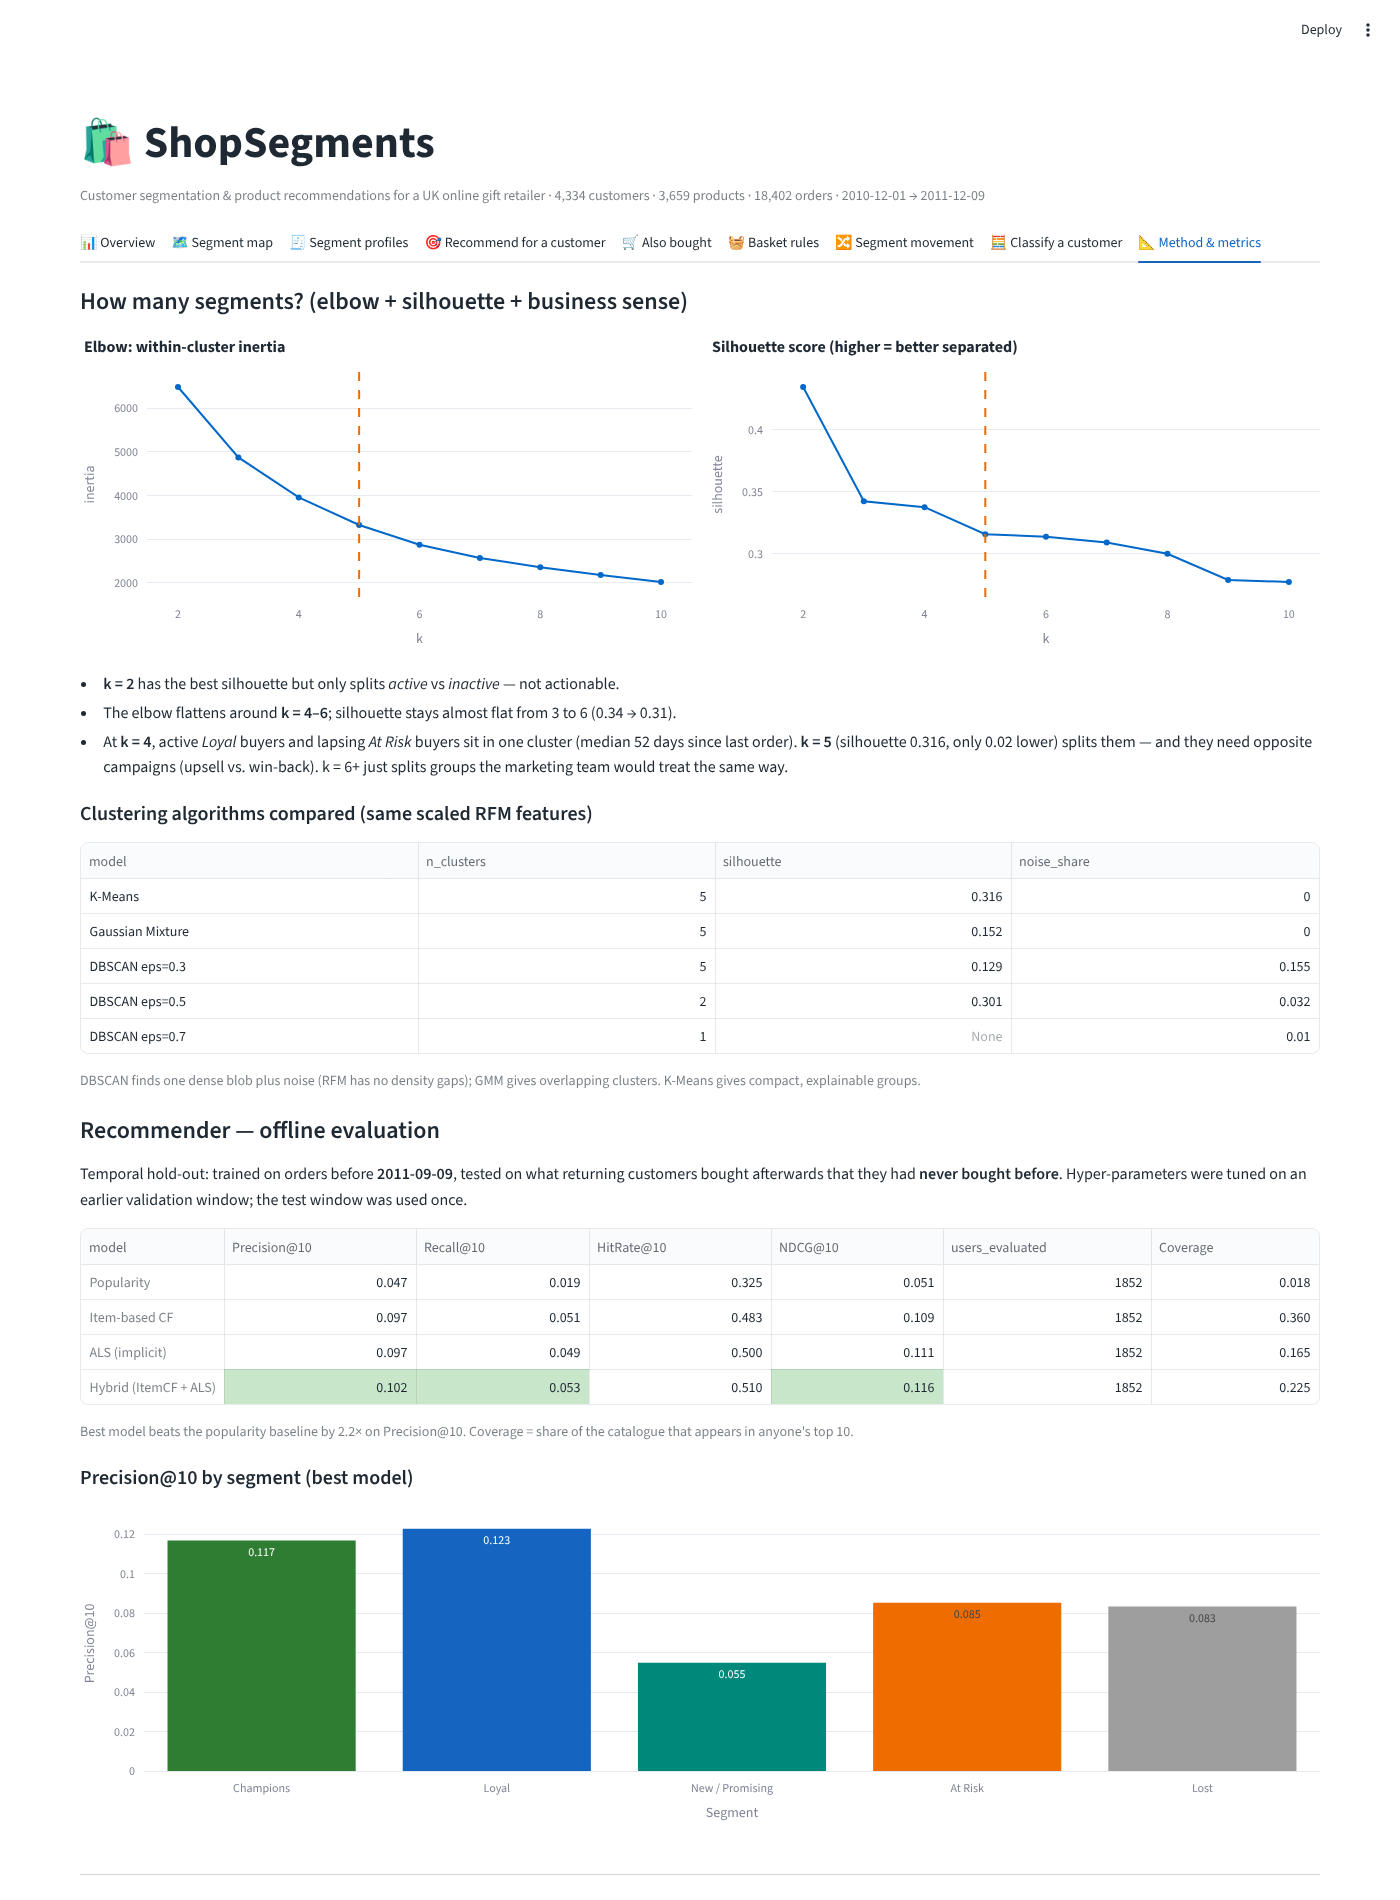 Deploy
ShopSegments
Customer segmentation & product recommendations for a UK online gift retailer · 4,334 customers · 3,659 products · 18,402 orders · 2010-12-01 → 2011-12-09
Overview Segment map Segment profiles Recommend for a customer Also bought Basket rules Segment movement Classify a customer Method & metrics
How many segments? (elbow + silhouette + business sense)
Elbow: within-cluster inertia
6000
5000
4000
3000
2000
inertia
2 4 6 8 10
k
Silhouette score (higher = better separated)
0.4
0.35
0.3
silhouette
2 4 6 8 10
k
• k = 2 has the best silhouette but only splits active vs inactive — not actionable.
• The elbow flattens around k = 4–6; silhouette stays almost flat from 3 to 6 (0.34 → 0.31).
• At k = 4, active Loyal buyers and lapsing At Risk buyers sit in one cluster (median 52 days since last order). k = 5 (silhouette 0.316, only 0.02 lower) splits them — and they need opposite
campaigns (upsell vs. win-back). k = 6+ just splits groups the marketing team would treat the same way.
Clustering algorithms compared (same scaled RFM features)
model n_clusters silhouette noise_share
K-Means 5 0.316 0
Gaussian Mixture 5 0.152 0
DBSCAN eps=0.3 5 0.129 0.155
DBSCAN eps=0.5 2 0.301 0.032
DBSCAN eps=0.7 1 None 0.01
DBSCAN finds one dense blob plus noise (RFM has no density gaps); GMM gives overlapping clusters. K-Means gives compact, explainable groups.
Recommender — offline evaluation
Temporal hold-out: trained on orders before 2011-09-09, tested on what returning customers bought afterwards that they had never bought before. Hyper-parameters were tuned on an
earlier validation window; the test window was used once.
model Precision@10 Recall@10 HitRate@10 NDCG@10 users_evaluated Coverage
Popularity 0.047 0.019 0.325 0.051 1852 0.018
Item-based CF 0.097 0.051 0.483 0.109 1852 0.360
ALS (implicit) 0.097 0.049 0.500 0.111 1852 0.165
Hybrid (ItemCF + ALS) 0.102 0.053 0.510 0.116 1852 0.225
Best model beats the popularity baseline by 2.2× on Precision@10. Coverage = share of the catalogue that appears in anyone's top 10.
Precision@10 by segment (best model)
0.12
0.1
0.08
0.06
0.04
0.02
0
Precision@10
0.117 0.123 0.055 0.085 0.083
Champions Loyal New / Promising At Risk Lost
Segment